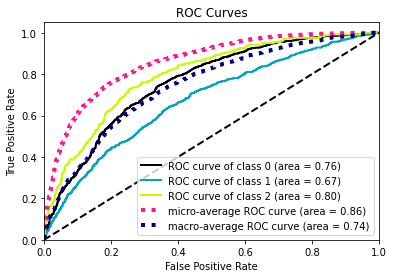 ROC Curves
True Positive Rate
1.0
0.8
0.6
0.4
0.2
0.0
ROC curve of class 0 (area = 0.76)
ROC curve of class 1 (area = 0.67)
ROC curve of class 2 (area = 0.80)
micro-average ROC curve (area = 0.86)
macro-average ROC curve (area = 0.74)
0.0 0.2 0.4 0.6 0.8 1.0
False Positive Rate